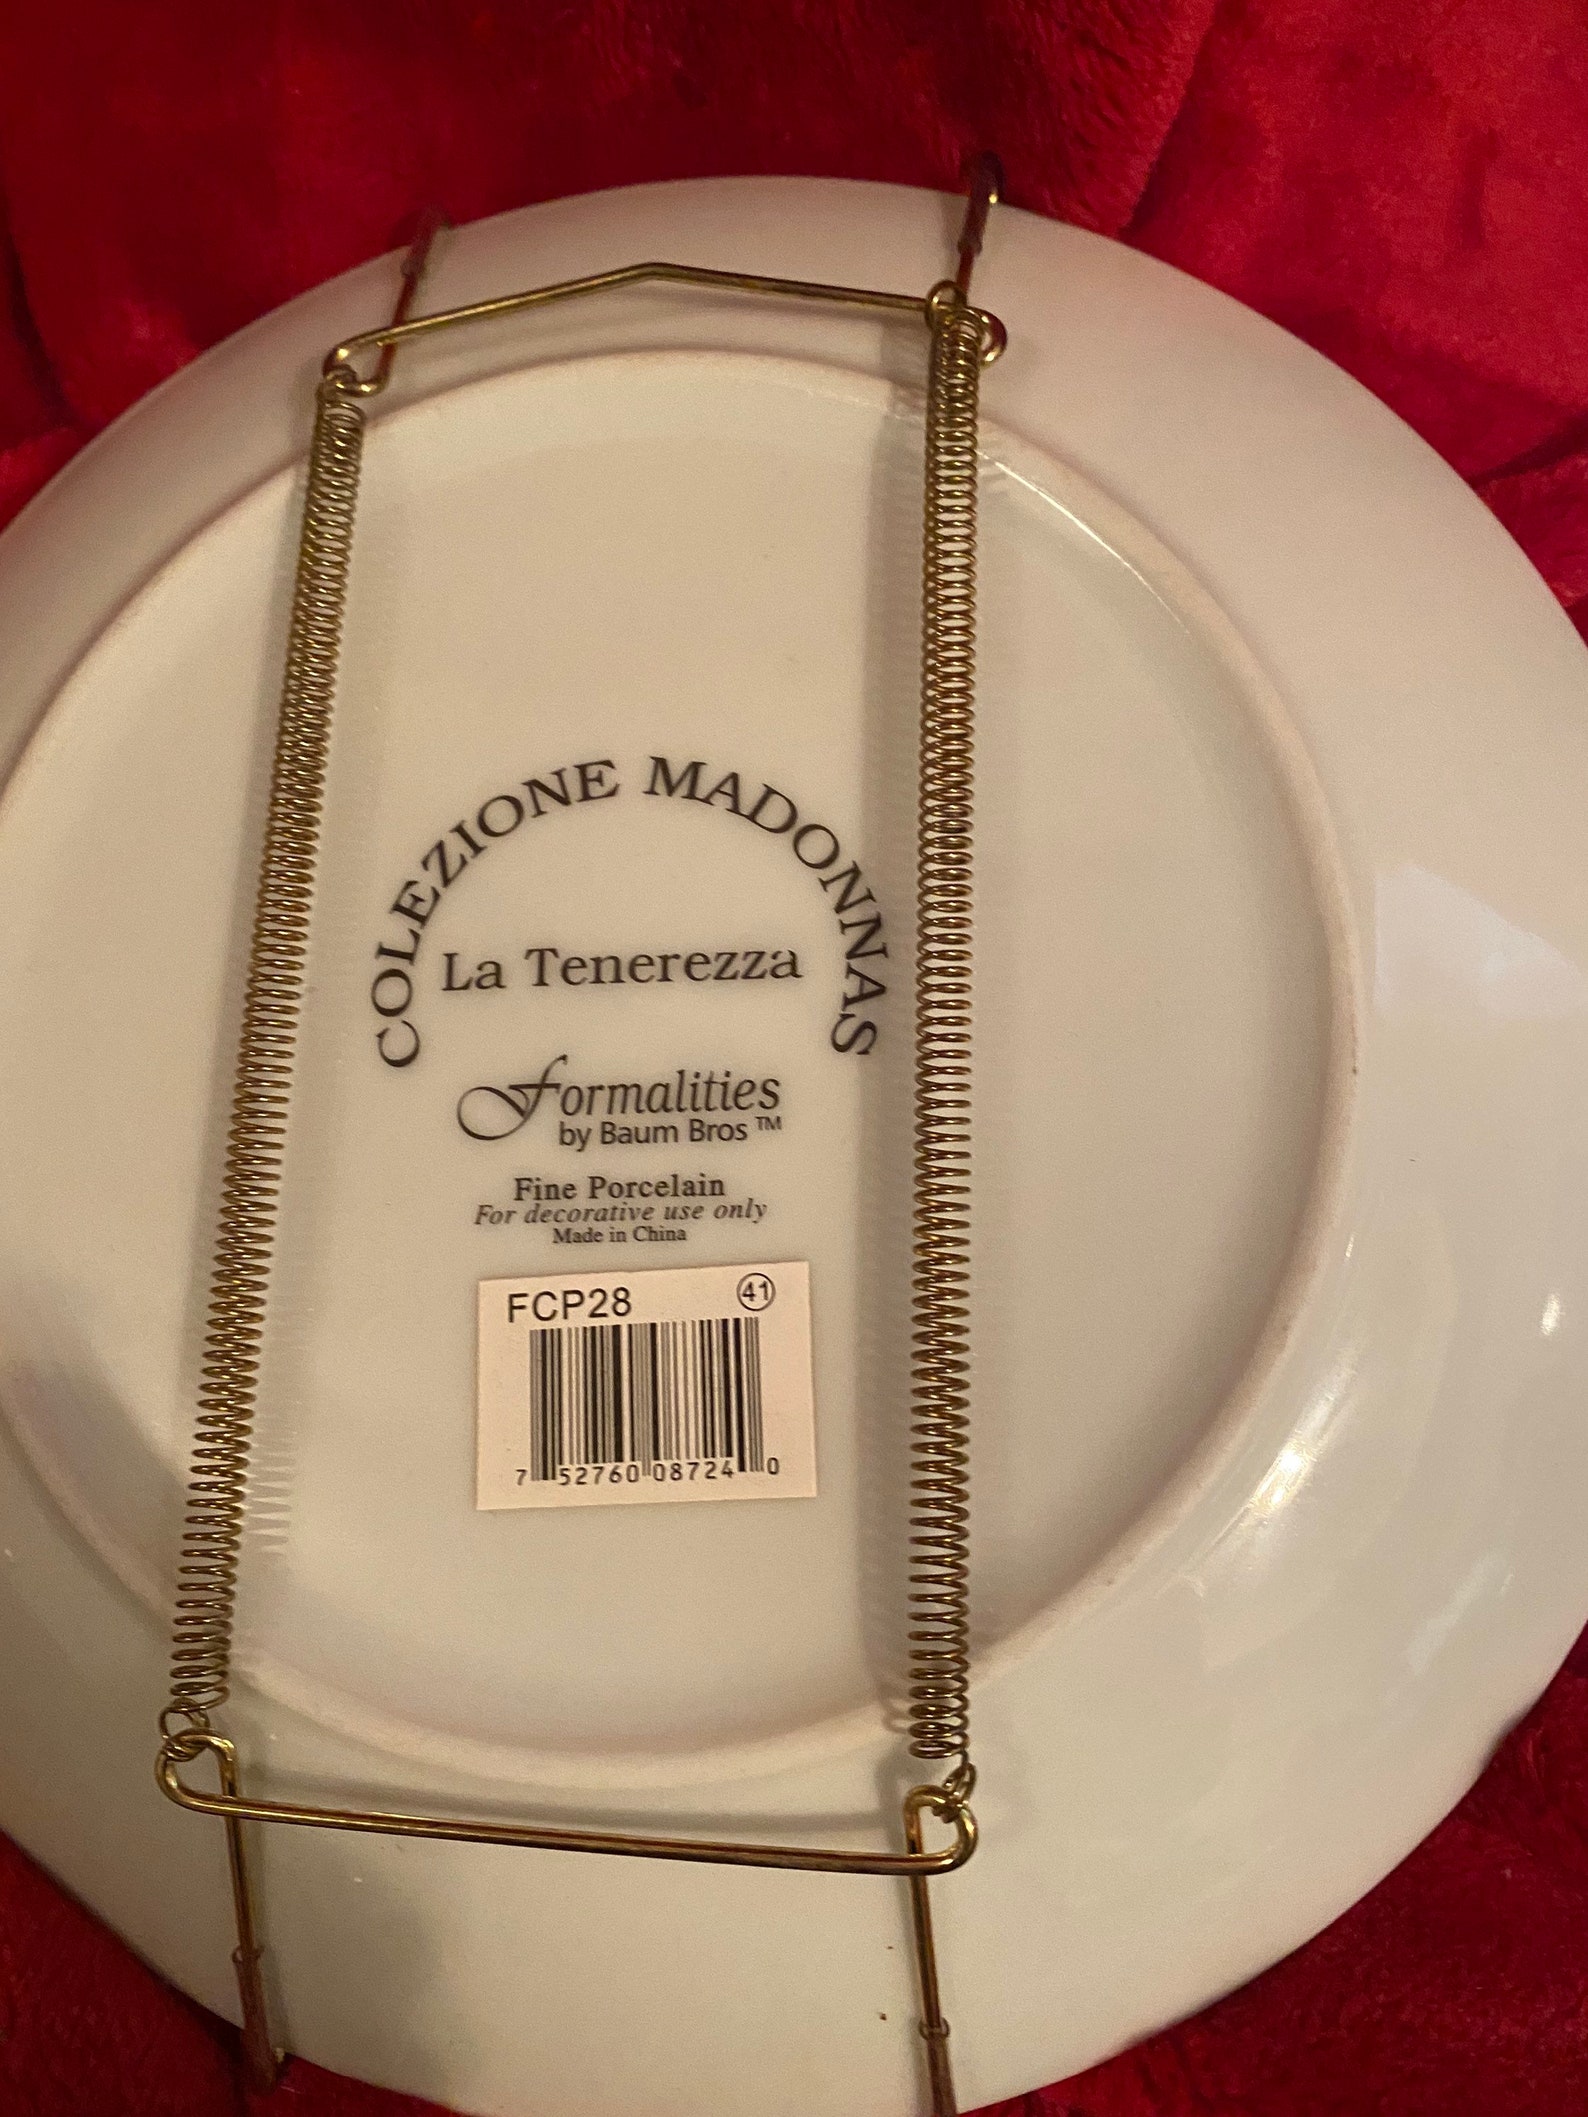 COLEZIONE MADONNAS
La Tenerezza
Formalities
by Baum Bros ™
Fine Porcelain
For decorative use only
Made in China
FCP28 41
7 52760 08724 0